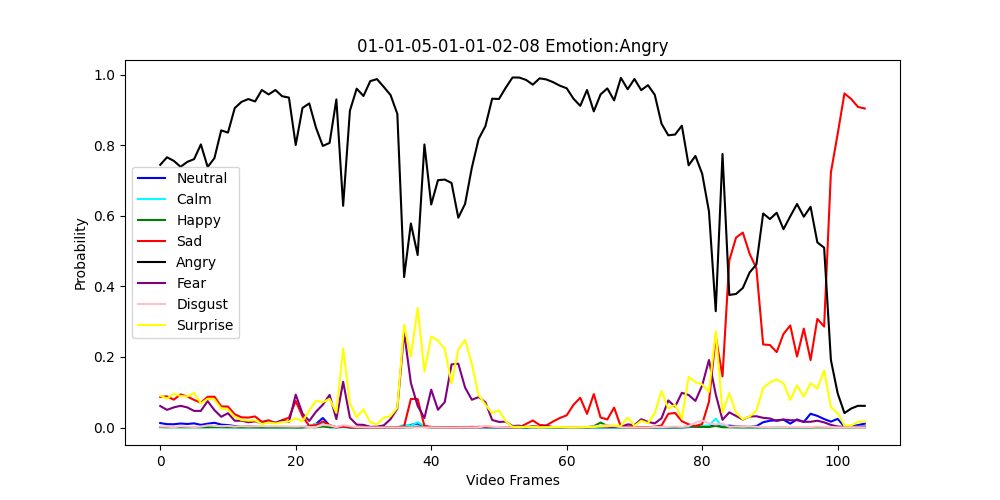 01-01-05-01-01-02-08 Emotion:Angry
1.0
0.8
0.6
0.4
0.2
0.0
Probability
Neutral
Calm
Happy
Sad
Angry
Fear
Disgust
Surprise
0 20 40 60 80 100
Video Frames